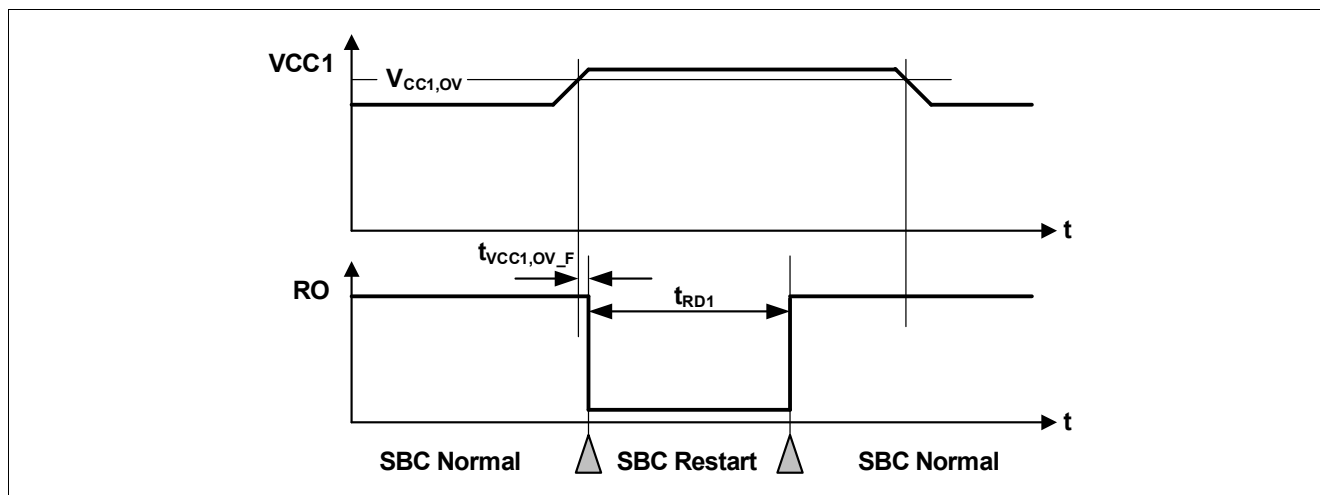 VCC1
VCC1,OV
t
tVCC1,OV_F
RO
tRD1
t
SBC Normal
SBC Restart
SBC Normal